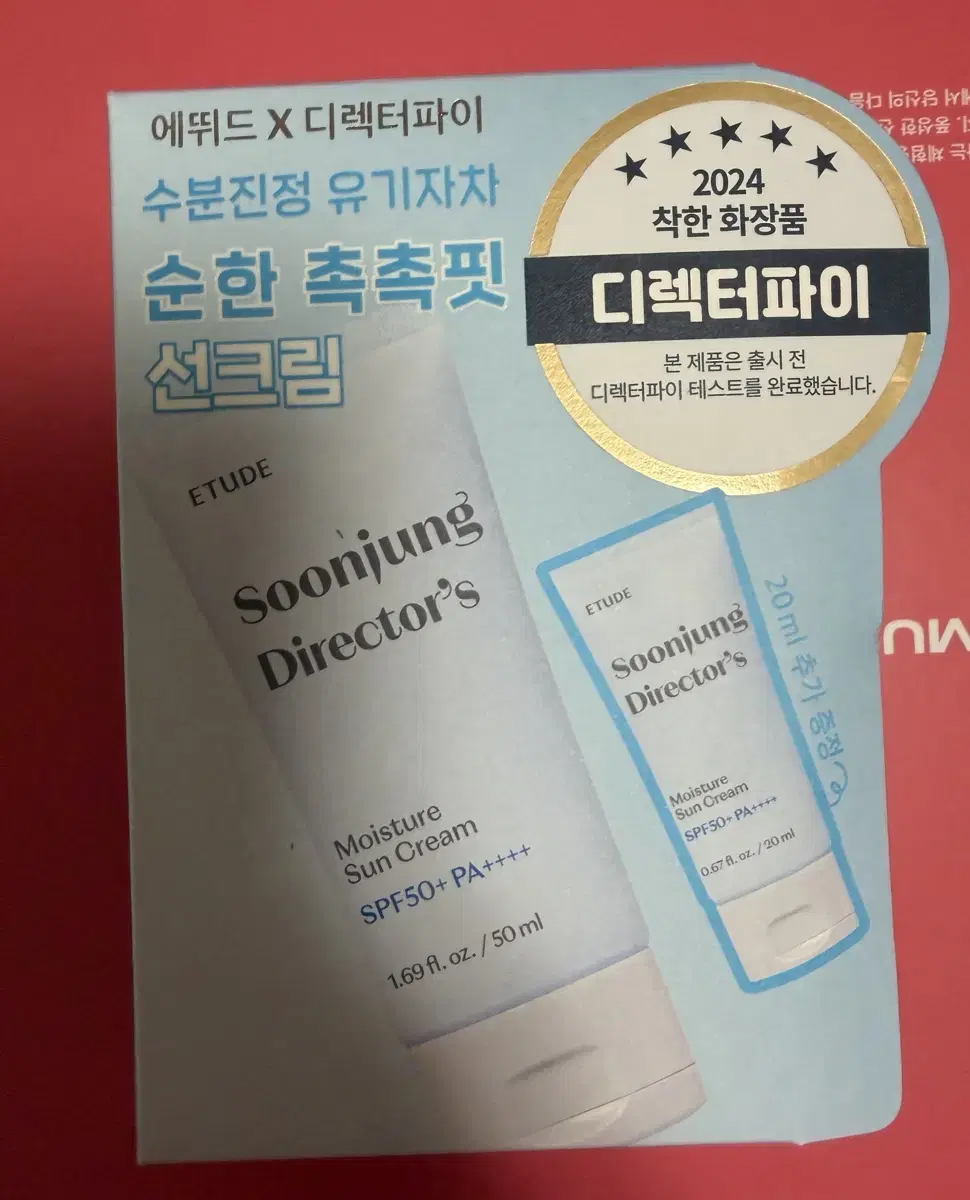 에뛰드 X 디렉터파이
수분진정 유기자차
순한 촉촉핏
선크림
2024
착한 화장품
디렉터파이
본 제품은 출시 전
디렉터파이 테스트를 완료했습니다.
ETUDE
Soonjung
Director's
Moisture
Sun Cream
SPF50+ PA++++
1.69 fl. oz. / 50 ml
ETUDE
Soonjung
Director's
Moisture
Sun Cream
SPF50+ PA++++
0.67 fl. oz. / 20 ml
20ml 추가 증정